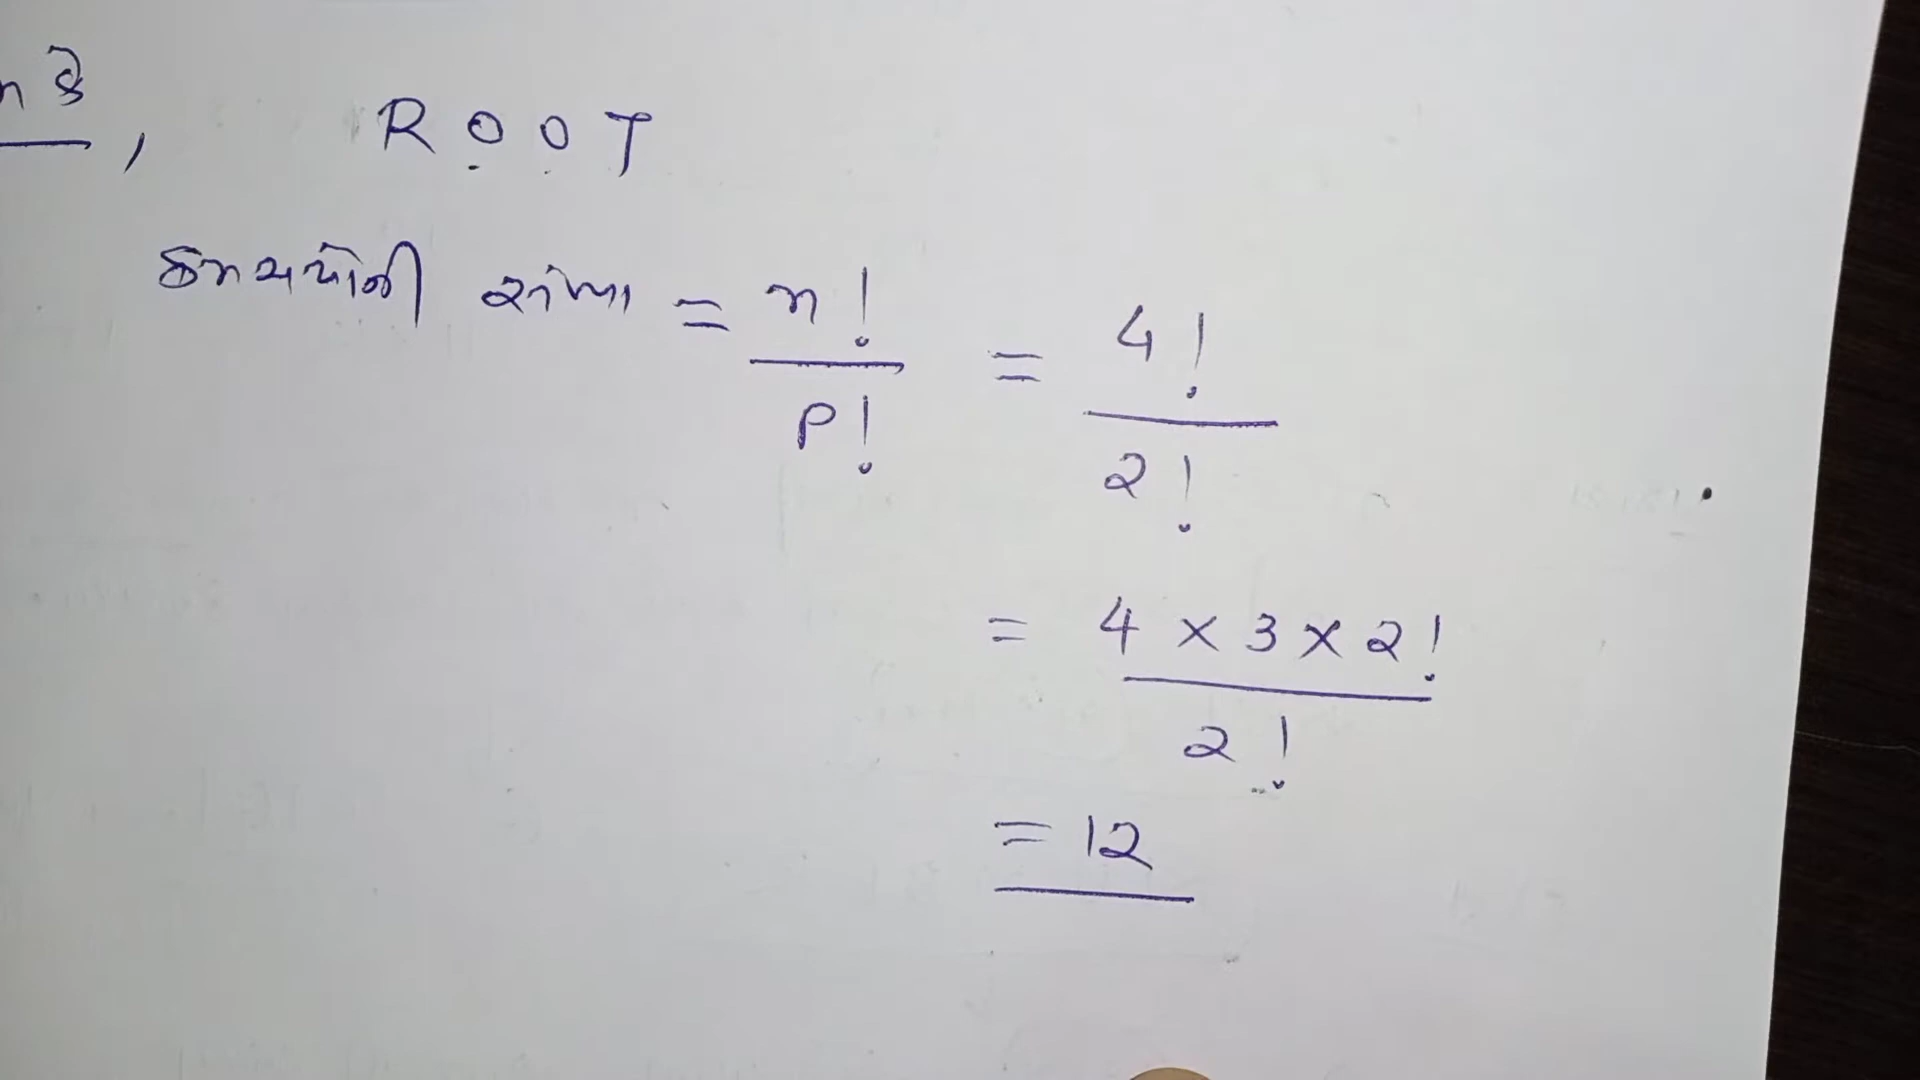 કે, ROOT
ક્રમચયોની સંખ્યા = n! / P! = 4! / 2!
= 4 × 3 × 2! / 2!
= 12